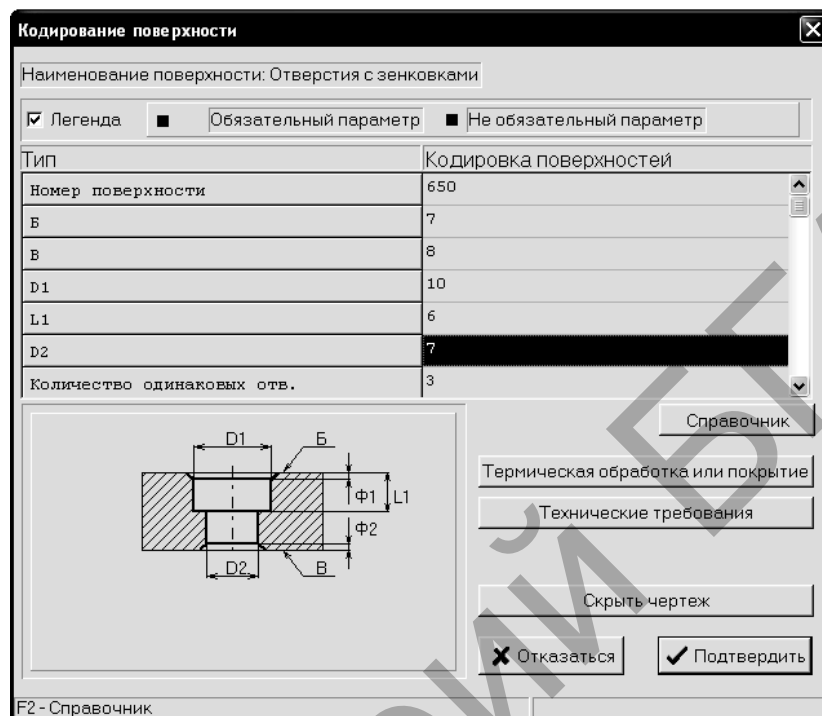 Кодирование поверхности
Наименование поверхности: Отверстия с зенковками
Легенда Обязательный параметр Не обязательный параметр
Тип Кодировка поверхностей
Номер поверхности 650
Б 7
В 8
D1 10
L1 6
D2 7
Количество одинаковых отв. 3
Справочник
D1 Б
Ф1 L1
Ф2
D2 В
Термическая обработка или покрытие
Технические требования
Скрыть чертеж
Отказаться Подтвердить
F2 - Справочник